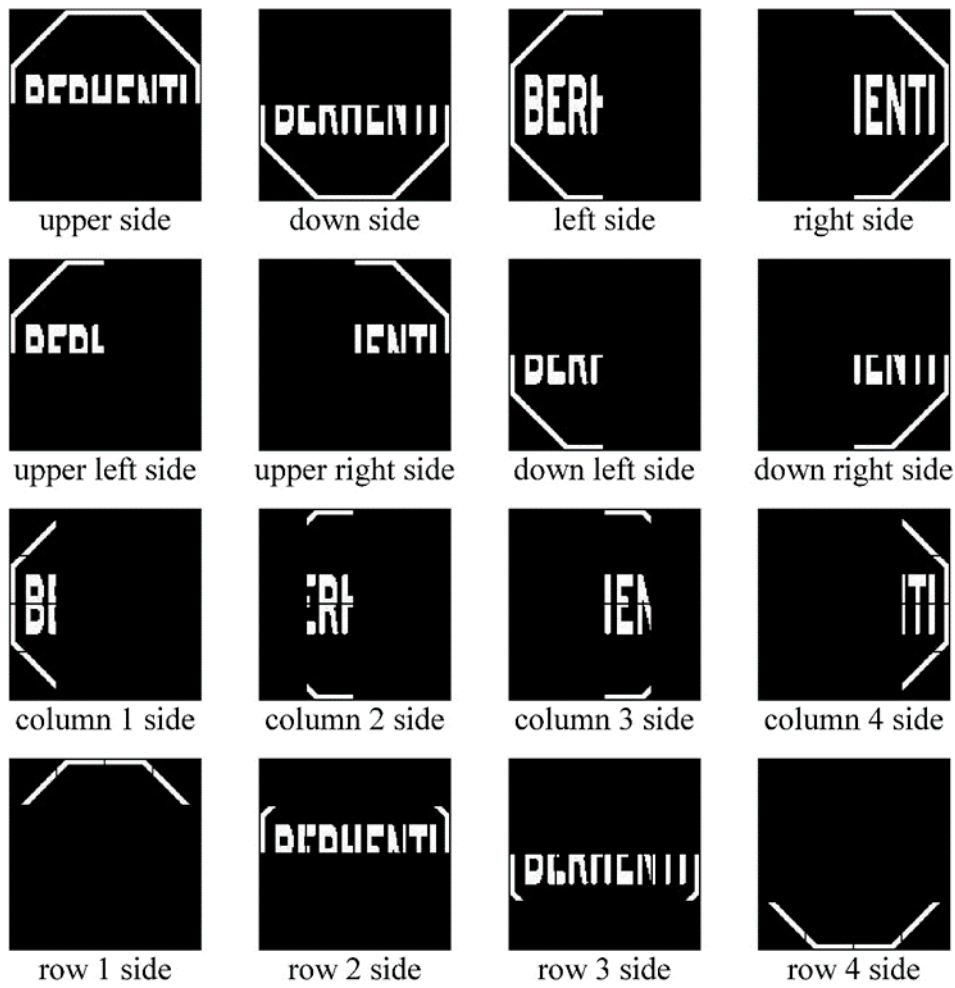 BER ENTI
upper side down side left side right side
upper left side upper right side down left side down right side
column 1 side column 2 side column 3 side column 4 side
row 1 side row 2 side row 3 side row 4 side